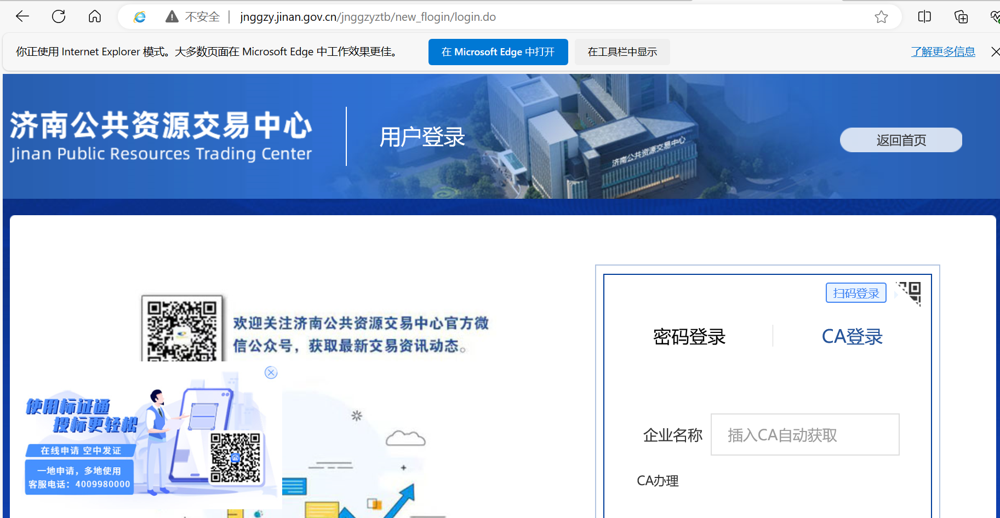 不安全
jnggzy.jinan.gov.cn/jnggzyztb/new_flogin/login.do
你正使用 Internet Explorer 模式。大多数页面在 Microsoft Edge 中工作效果更佳。
在 Microsoft Edge 中打开
在工具栏中显示
了解更多信息
济南公共资源交易中心
Jinan Public Resources Trading Center
用户登录
济南公共资源交易中心
返回首页
欢迎关注济南公共资源交易中心官方微
信公众号，获取最新交易资讯动态。
扫码登录
密码登录
CA登录
企业名称
插入CA自动获取
CA办理
使用标证通
投标更轻松
在线申请 空中发证
一地申请，多地使用
客服电话：4009980000